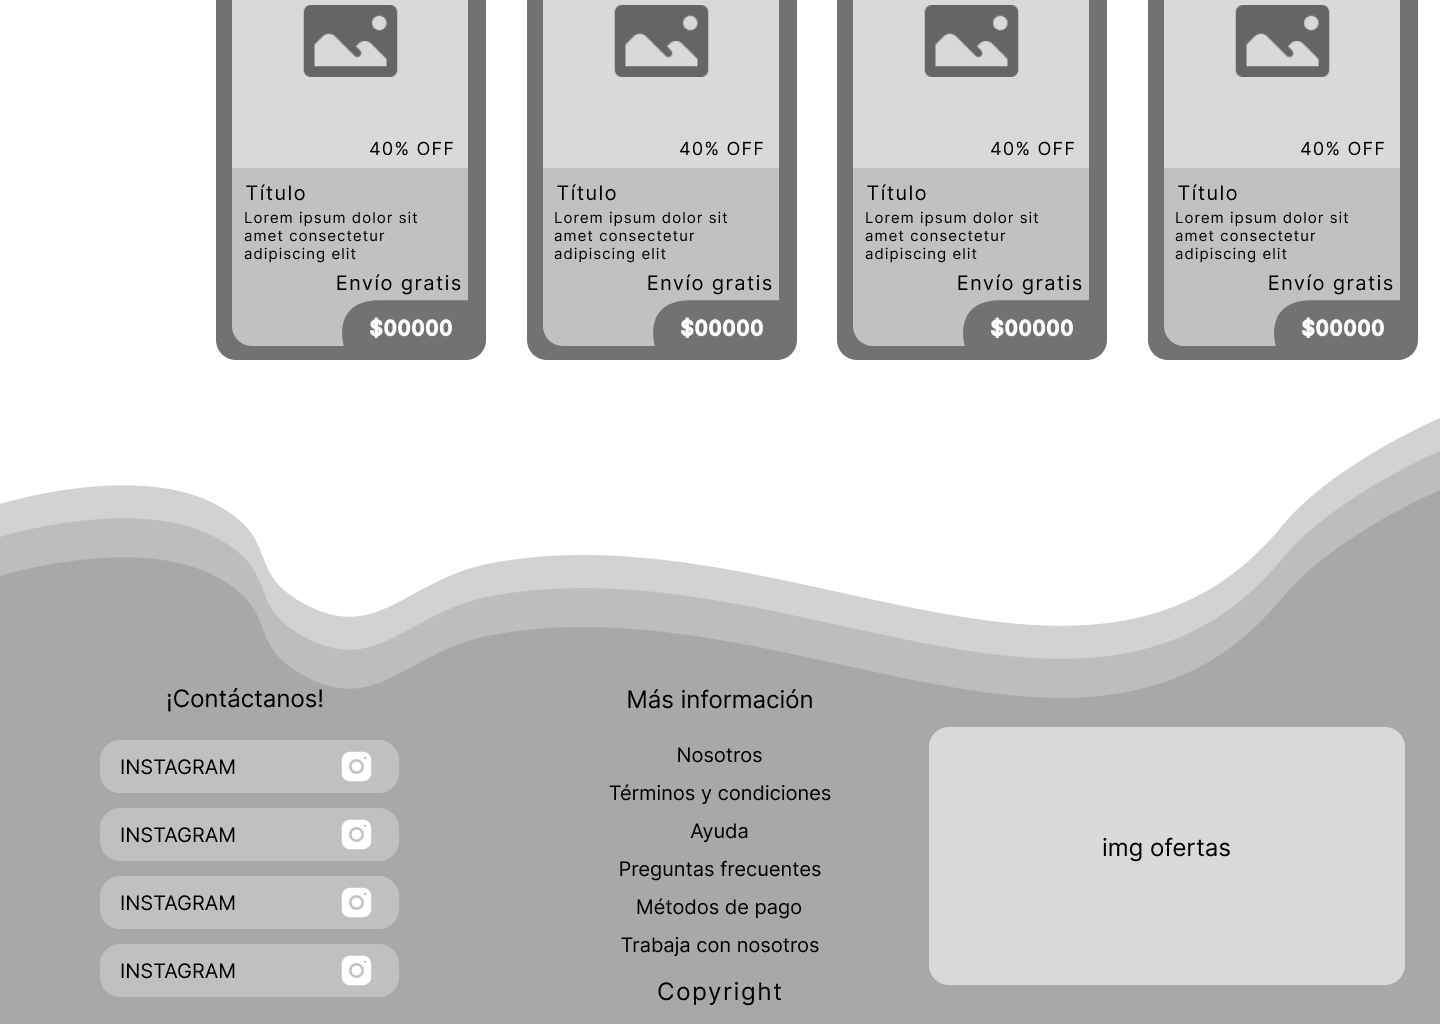 40% OFF
Título
Lorem ipsum dolor sit
amet consectetur
adipiscing elit
Envío gratis
$00000
40% OFF
Título
Lorem ipsum dolor sit
amet consectetur
adipiscing elit
Envío gratis
$00000
40% OFF
Título
Lorem ipsum dolor sit
amet consectetur
adipiscing elit
Envío gratis
$00000
40% OFF
Título
Lorem ipsum dolor sit
amet consectetur
adipiscing elit
Envío gratis
$00000
¡Contáctanos!
INSTAGRAM
INSTAGRAM
INSTAGRAM
INSTAGRAM
Más información
Nosotros
Términos y condiciones
Ayuda
Preguntas frecuentes
Métodos de pago
Trabaja con nosotros
Copyright
img ofertas